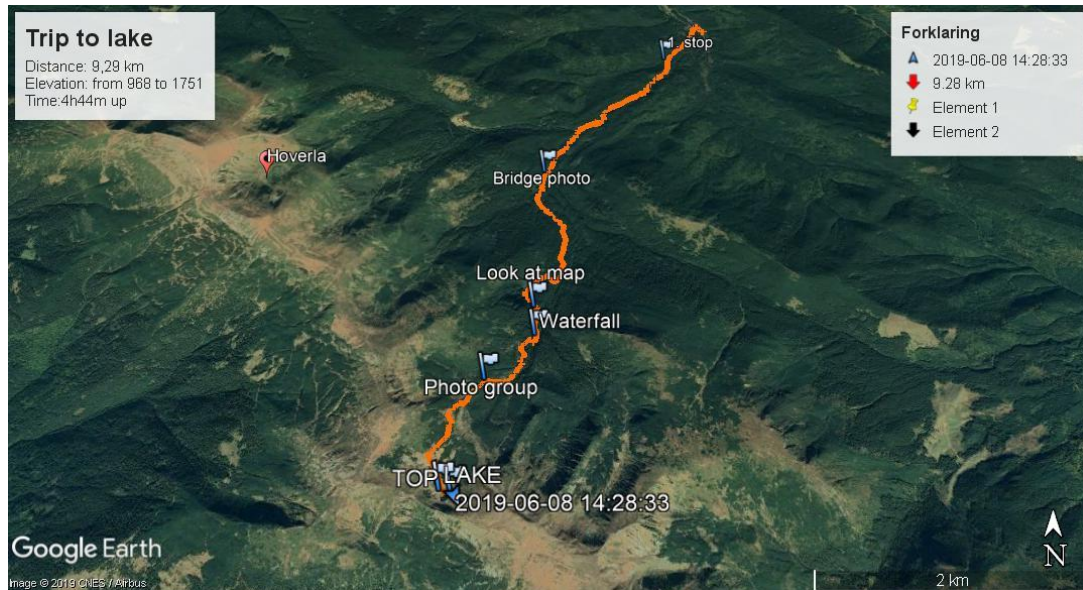 Trip to lake
Distance: 9,29 km
Elevation: from 968 to 1751
Time:4h44m up
Forklaring
2019-06-08 14:28:33
9.28 km
Element 1
Element 2
1 stop
Hoverla
Bridge photo
Look at map
Waterfall
Photo group
TOP LAKE
2019-06-08 14:28:33
Google Earth
N
Image © 2019 CNES / Airbus
2 km